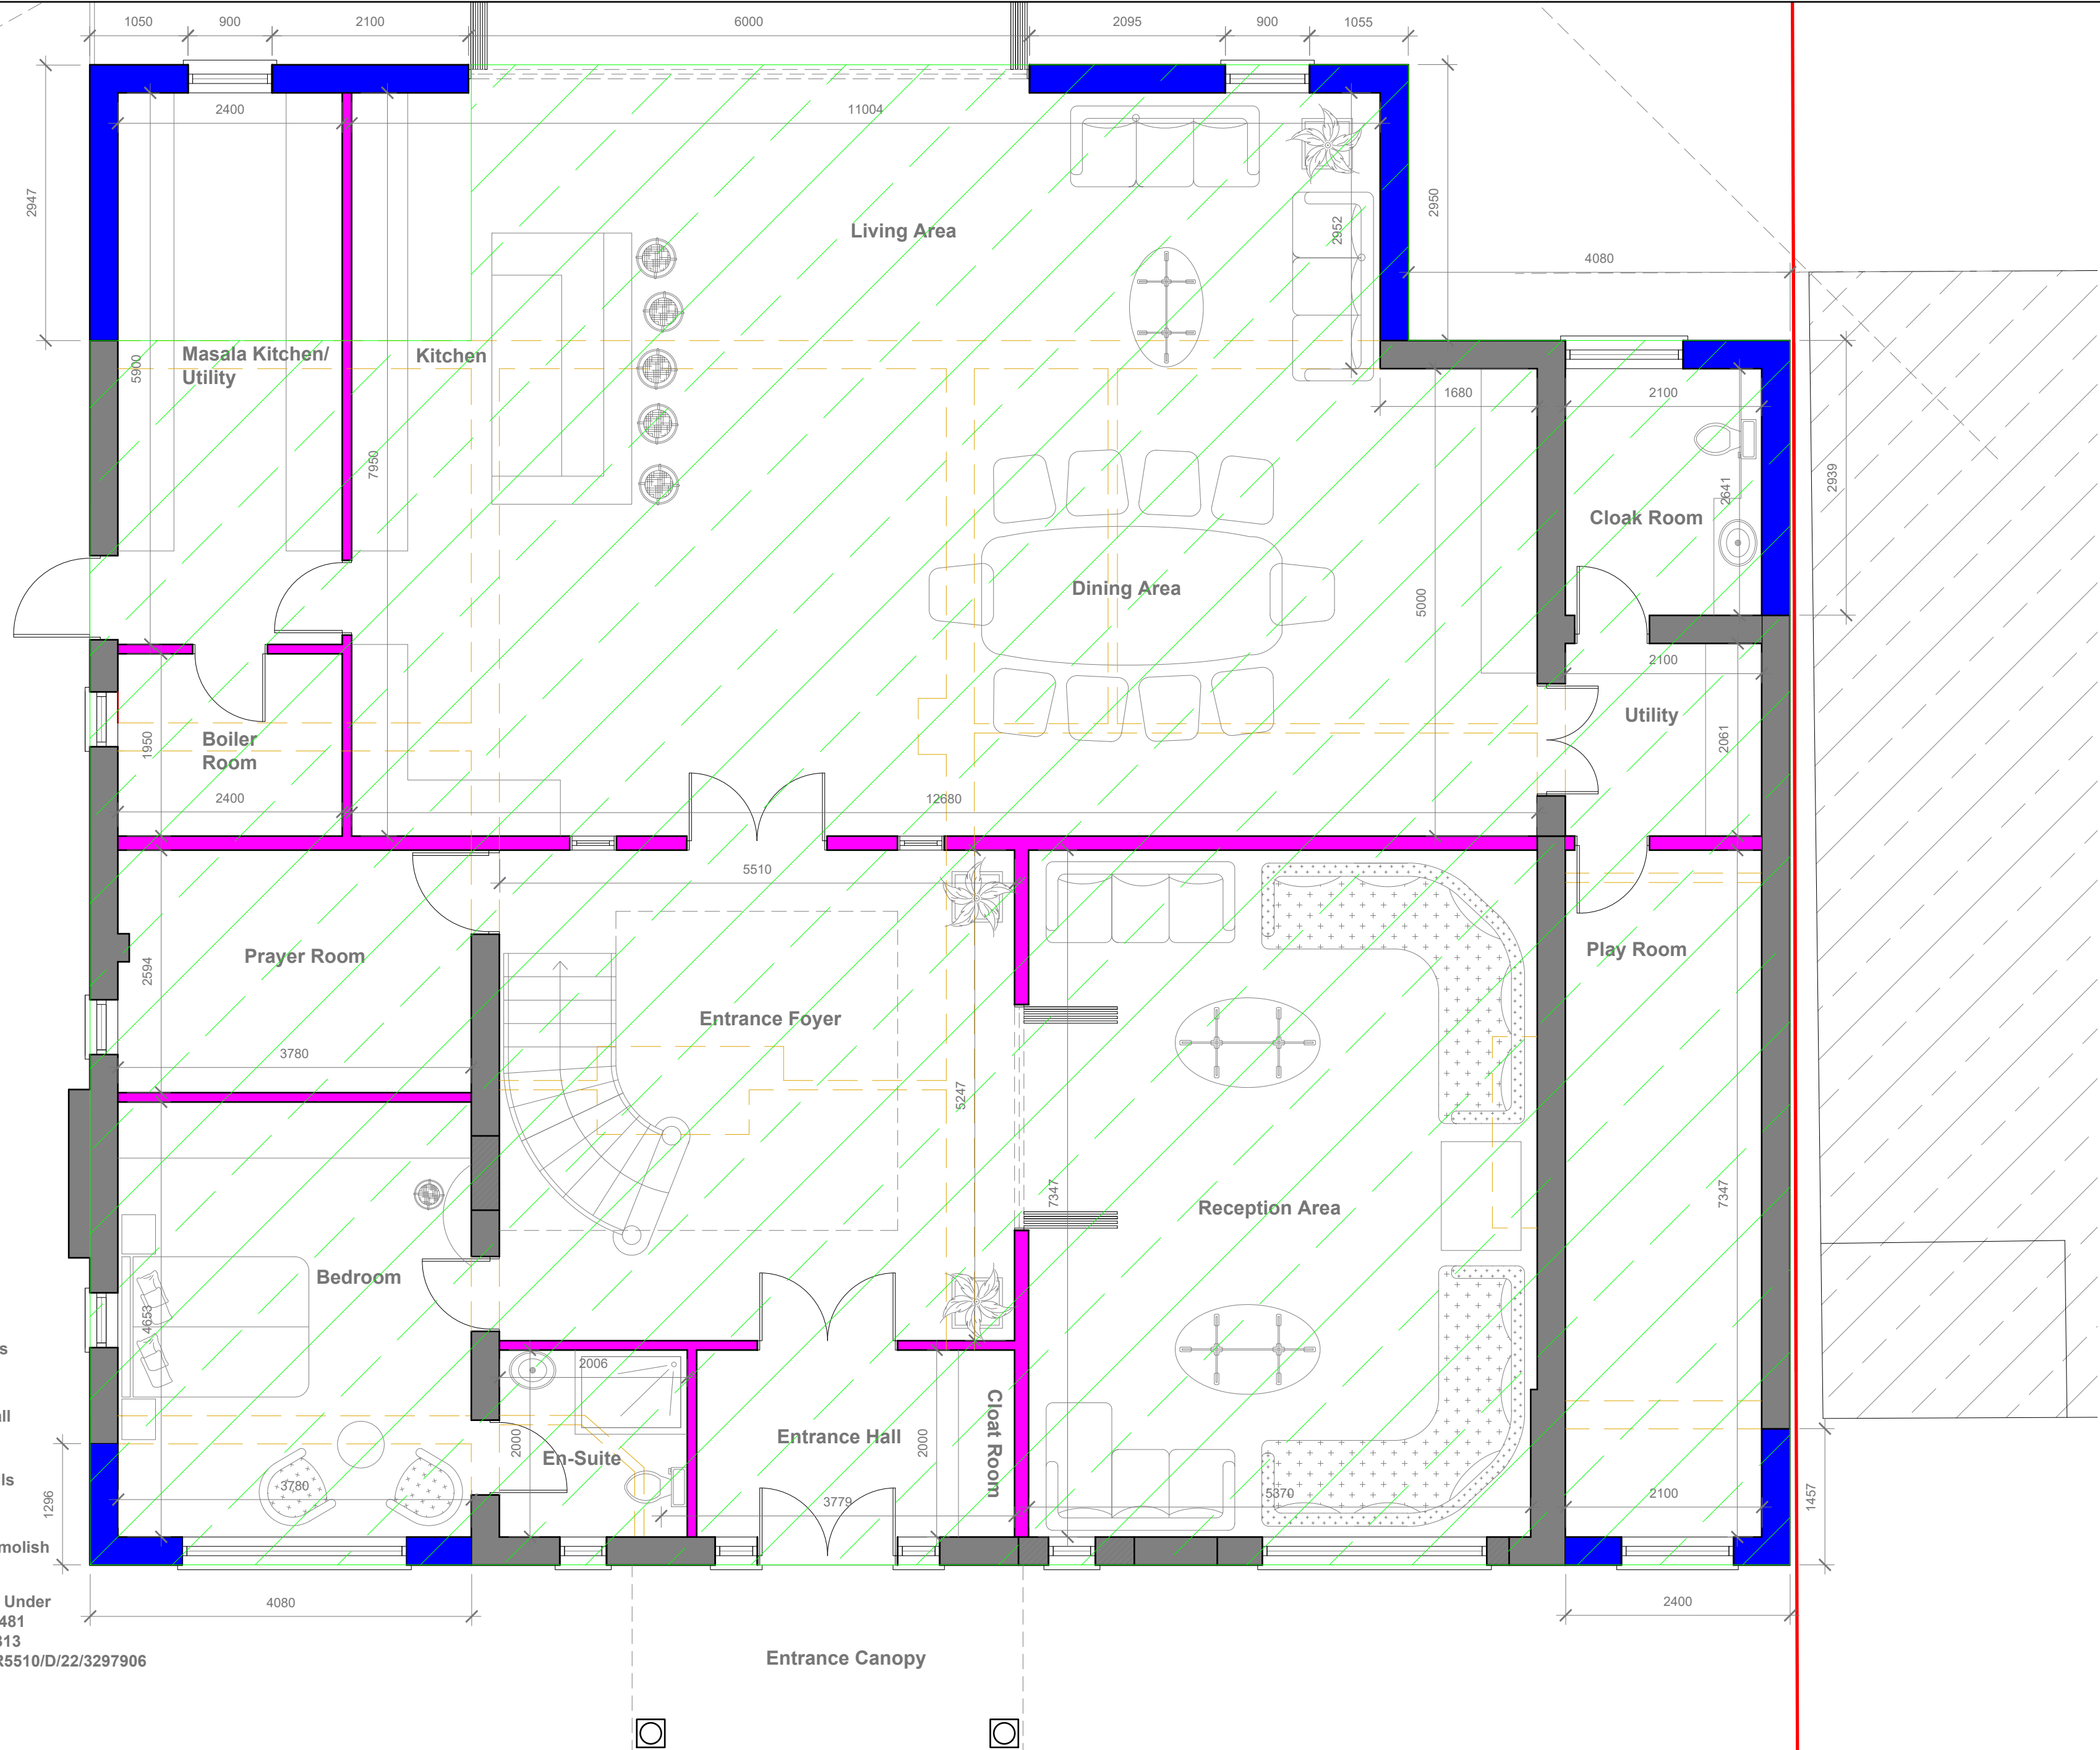 1050
900
2100
6000
2095
900
1055
2400
11004
2947
2950
2952
Living Area
4080
Masala Kitchen/
Utility
Kitchen
5900
1680
2100
7950
2641
2939
Cloak Room
Dining Area
5000
2100
Utility
Boiler
Room
1950
2061
2400
12680
5510
Prayer Room
2594
Play Room
Entrance Foyer
3780
5247
7347
7347
Reception Area
Bedroom
4653
s
2006
all
Cloat Room
2000
En-Suite
Entrance Hall
2000
ls
3780
3779
5370
2100
1296
1457
molish
Under
481
313
R5510/D/22/3297906
4080
2400
Entrance Canopy